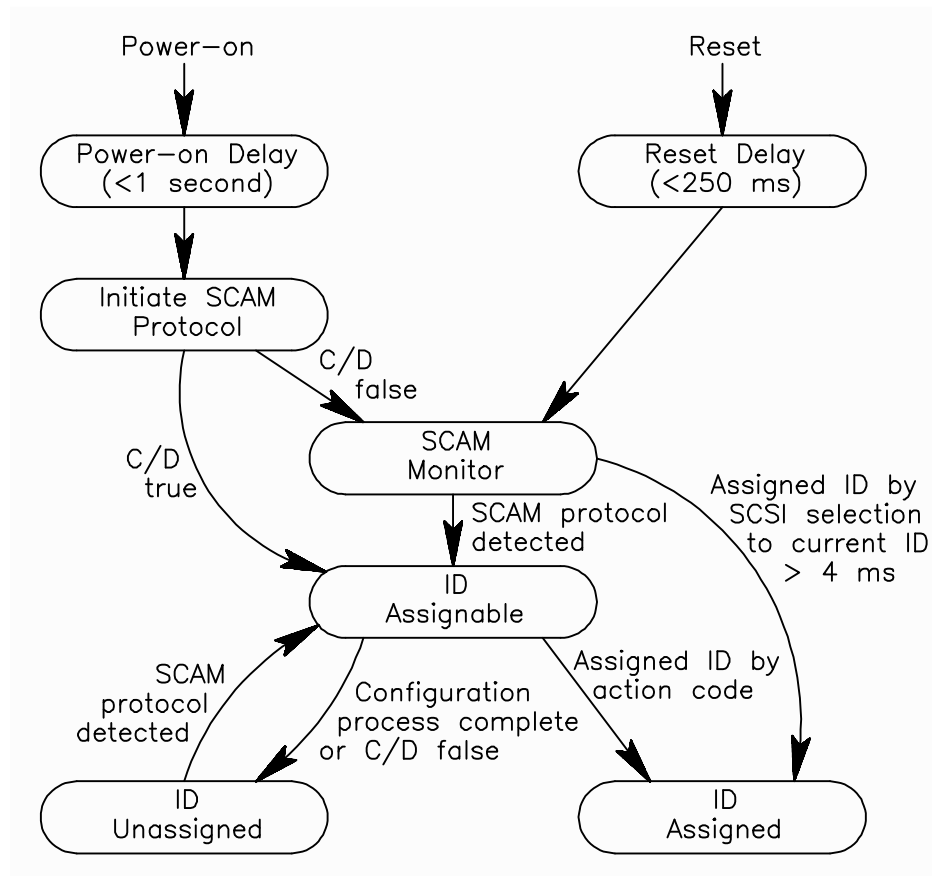 Power-on
Reset
Power-on Delay
(<1 second)
Reset Delay
(<250 ms)
Initiate SCAM
Protocol
C/D
false
SCAM
Monitor
C/D
true
Assigned ID by
SCSI selection
to current ID
> 4 ms
SCAM protocol
detected
ID
Assignable
SCAM
protocol
detected
Configuration
process complete
or C/D false
Assigned ID by
action code
ID
Unassigned
ID
Assigned